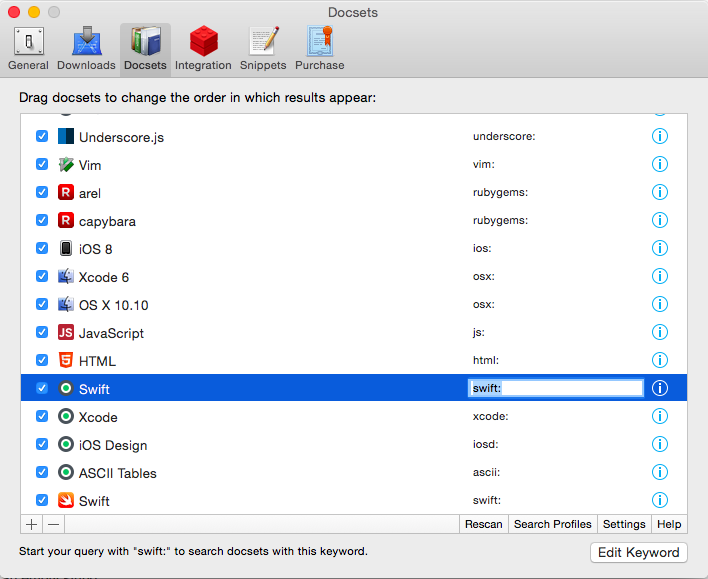 Docsets
General Downloads Docsets Integration Snippets Purchase
Drag docsets to change the order in which results appear:
Underscore.js underscore:
Vim vim:
R arel rubygems:
R capybara rubygems:
iOS 8 ios:
Xcode 6 osx:
OS X 10.10 osx:
JS JavaScript js:
5 HTML html:
Swift swift:
Xcode xcode:
iOS Design iosd:
ASCII Tables ascii:
Swift swift:
+ − Rescan Search Profiles Settings Help
Start your query with "swift:" to search docsets with this keyword.
Edit Keyword